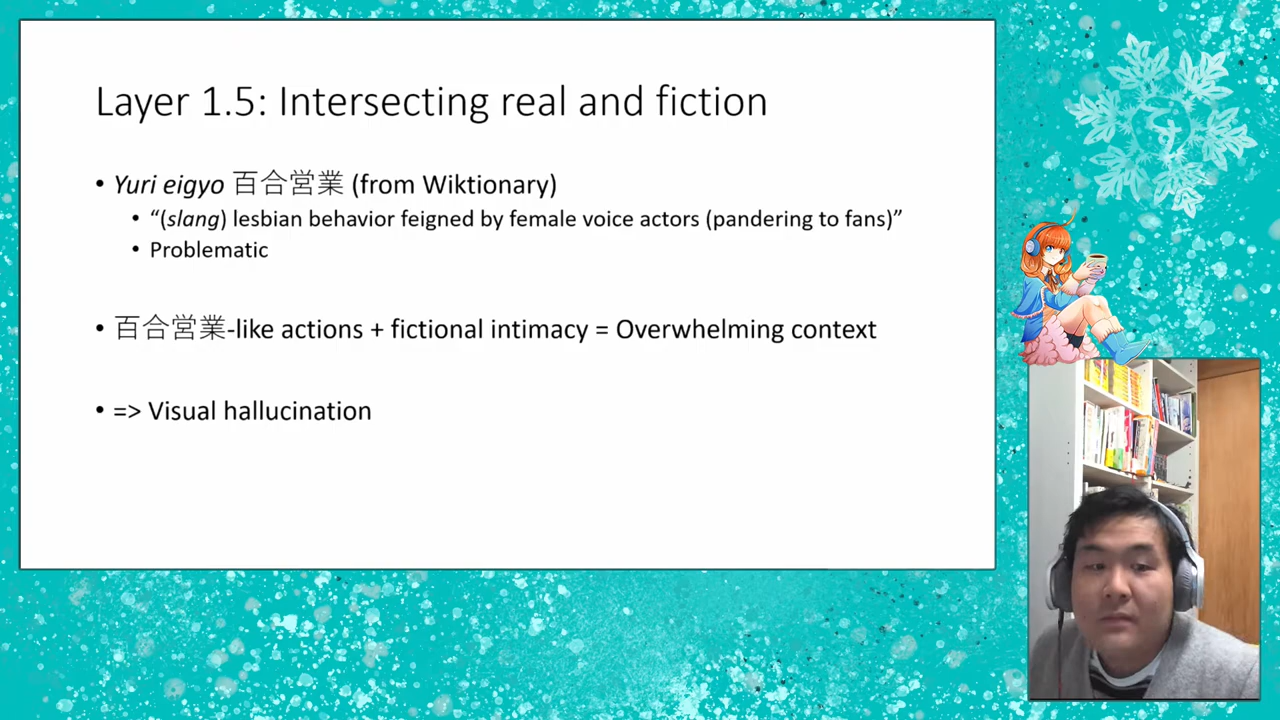 Layer 1.5: Intersecting real and fiction
• Yuri eigyo 百合営業 (from Wiktionary)
• “(slang) lesbian behavior feigned by female voice actors (pandering to fans)”
• Problematic
• 百合営業-like actions + fictional intimacy = Overwhelming context
• => Visual hallucination